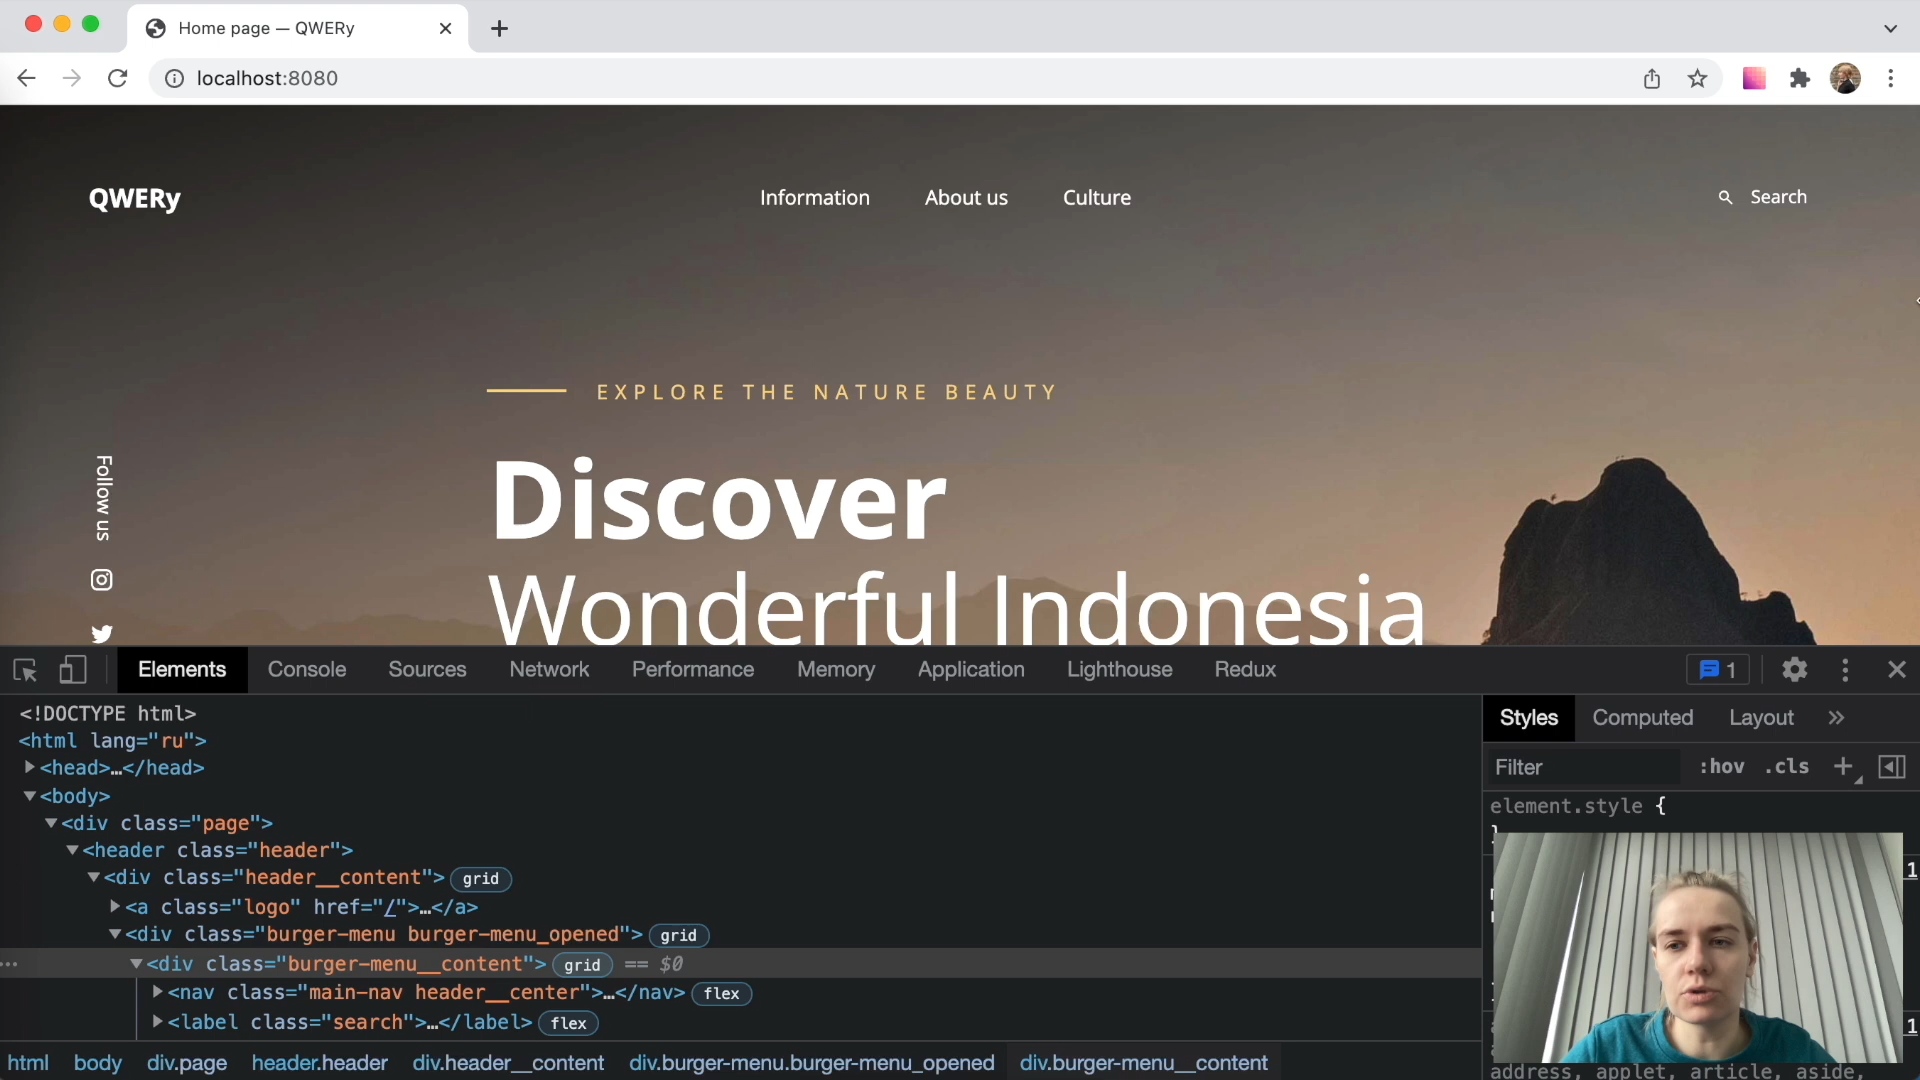 Home page — QWERy
localhost:8080
QWERy
Information
About us
Culture
Search
EXPLORE THE NATURE BEAUTY
Discover
Wonderful Indonesia
Follow us
Elements
Console
Sources
Network
Performance
Memory
Application
Lighthouse
Redux
1
<!DOCTYPE html>
<html lang="ru">
<head>…</head>
<body>
<div class="page">
<header class="header">
<div class="header__content"> grid
<a class="logo" href="/">…</a>
<div class="burger-menu burger-menu_opened"> grid
<div class="burger-menu__content"> grid == $0
<nav class="main-nav header__center">…</nav> flex
<label class="search">…</label> flex
html body div.page header.header div.header__content div.burger-menu.burger-menu_opened div.burger-menu__content
Styles
Computed
Layout
Filter
:hov .cls
element.style {
1
1
address, applet, article, aside,